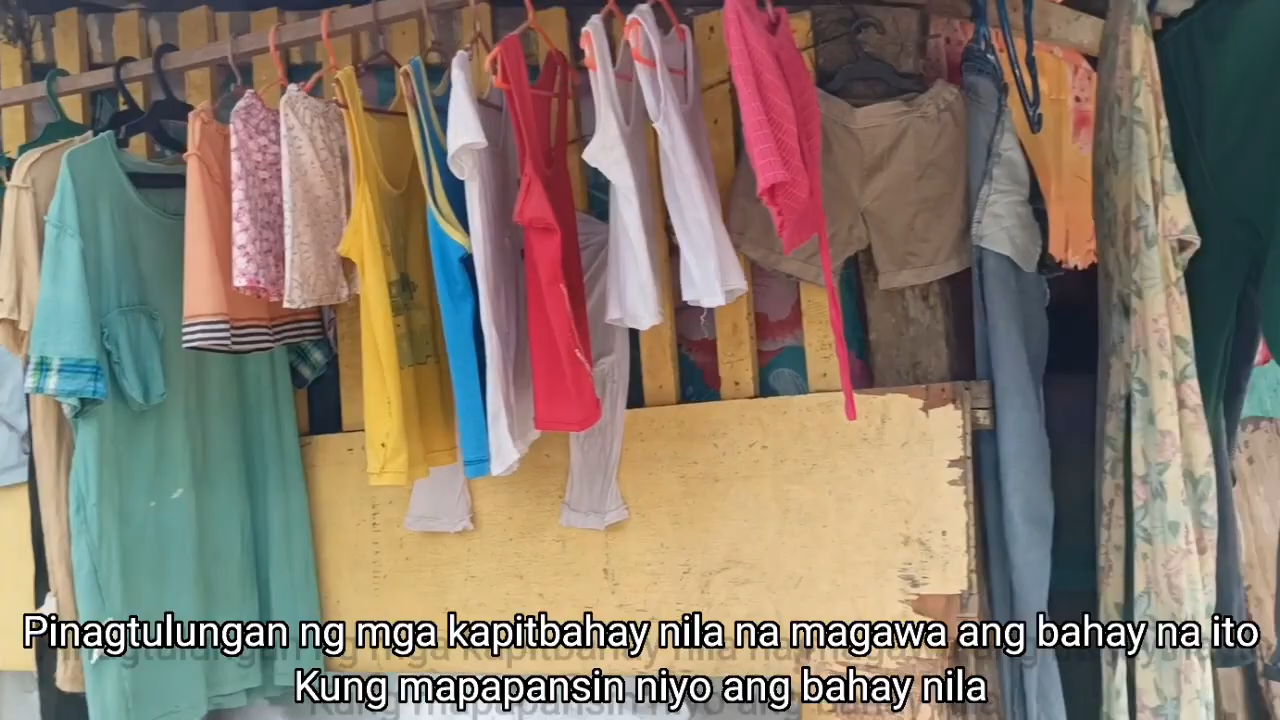 Pinagtulungan ng mga kapitbahay nila na magawa ang bahay na ito
Kung mapapansin niyo ang bahay nila